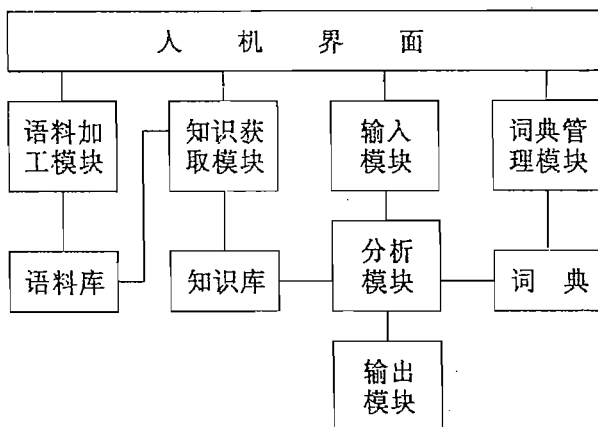 人 机 界 面
语料加
工模块
知识获
取模块
输入
模块
词典管
理模块
语料库
知识库
分析
模块
词 典
输出
模块